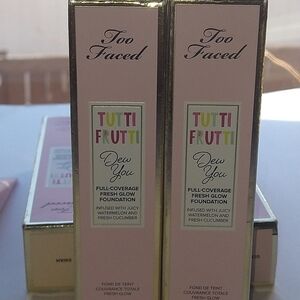 Too
Faced
TUTTI
FRUTTI
Dew
You
FULL-COVERAGE
FRESH GLOW
FOUNDATION
INFUSED WITH JUICY
WATERMELON AND
FRESH CUCUMBER
FOND DE TEINT
COUVRANCE TOTALE
FRESH GLOW
Too
Faced
TUTTI
FRUTTI
Dew
You
FULL-COVERAGE
FRESH GLOW
FOUNDATION
INFUSED WITH JUICY
WATERMELON AND
FRESH CUCUMBER
FOND DE TEINT
COUVRANCE TOTALE
FRESH GLOW